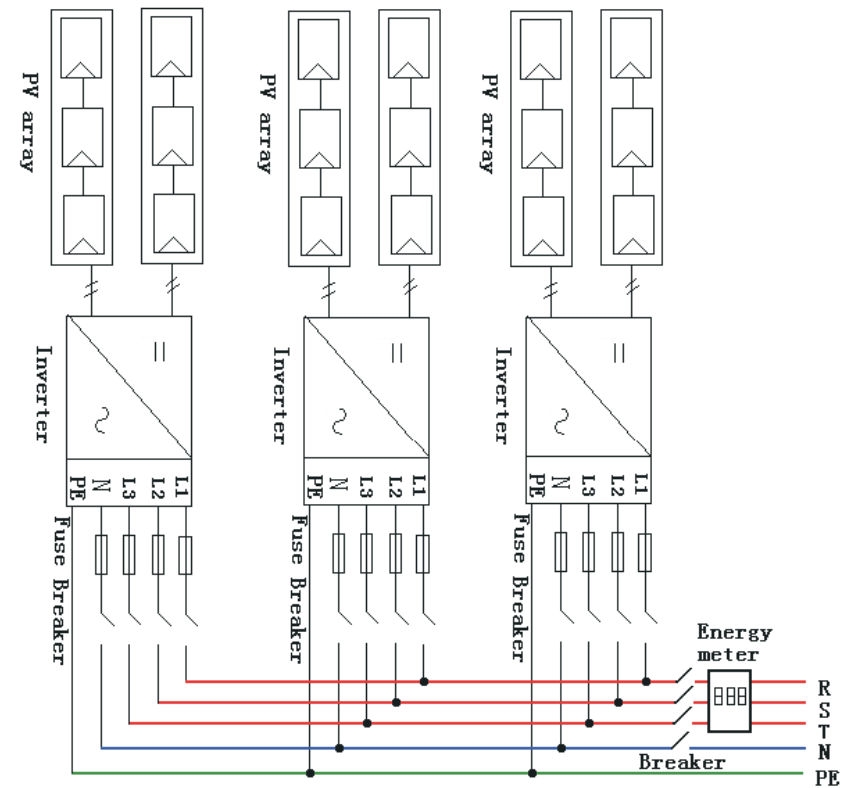 PV array
PV array
PV array
Inverter
Inverter
Inverter
PE N L3 L2 L1
PE N L3 L2 L1
PE N L3 L2 L1
Fuse Breaker
Fuse Breaker
Fuse Breaker
Energy
meter
R
S
T
N
Breaker
PE